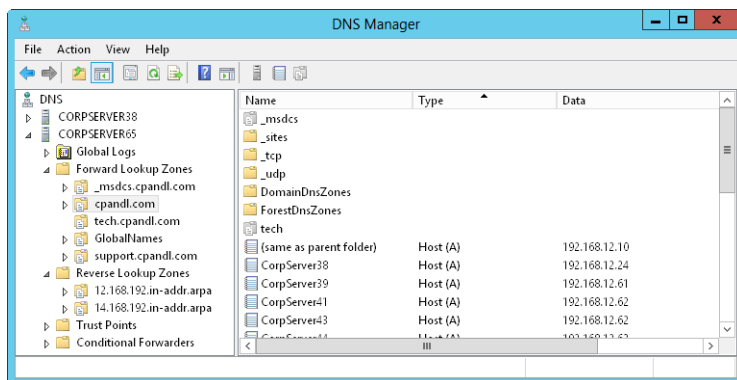 DNS Manager
File Action View Help
DNS
CORPSERVER38
CORPSERVER65
Global Logs
Forward Lookup Zones
_msdcs.cpandl.com
cpandl.com
tech.cpandl.com
GlobalNames
support.cpandl.com
Reverse Lookup Zones
12.168.192.in-addr.arpa
14.168.192.in-addr.arpa
Trust Points
Conditional Forwarders
Name Type Data
_msdcs
_sites
_tcp
_udp
DomainDnsZones
ForestDnsZones
tech
(same as parent folder) Host (A) 192.168.12.10
CorpServer38 Host (A) 192.168.12.24
CorpServer39 Host (A) 192.168.12.61
CorpServer41 Host (A) 192.168.12.62
CorpServer43 Host (A) 192.168.12.62